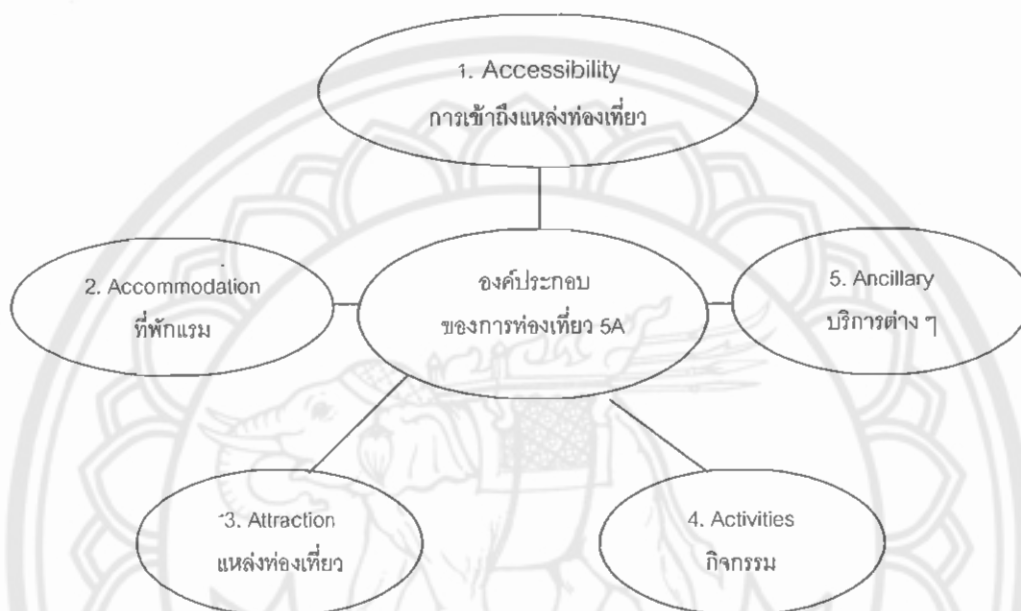 1. Accessibility
การเข้าถึงแหล่งท่องเที่ยว
องค์ประกอบ
ของการท่องเที่ยว 5A
2. Accommodation
ที่พักแรม
5. Ancillary
บริการต่าง ๆ
3. Attraction
แหล่งท่องเที่ยว
4. Activities
กิจกรรม